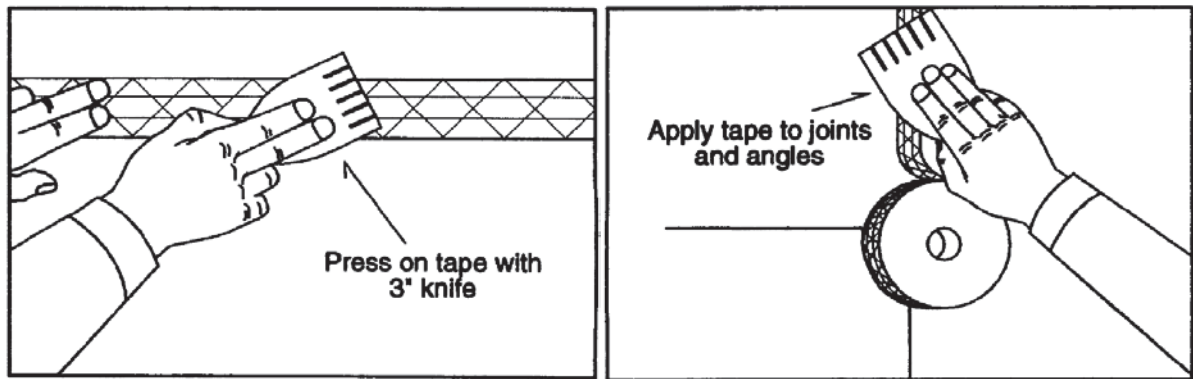 Press on tape with
3" knife
Apply tape to joints
and angles